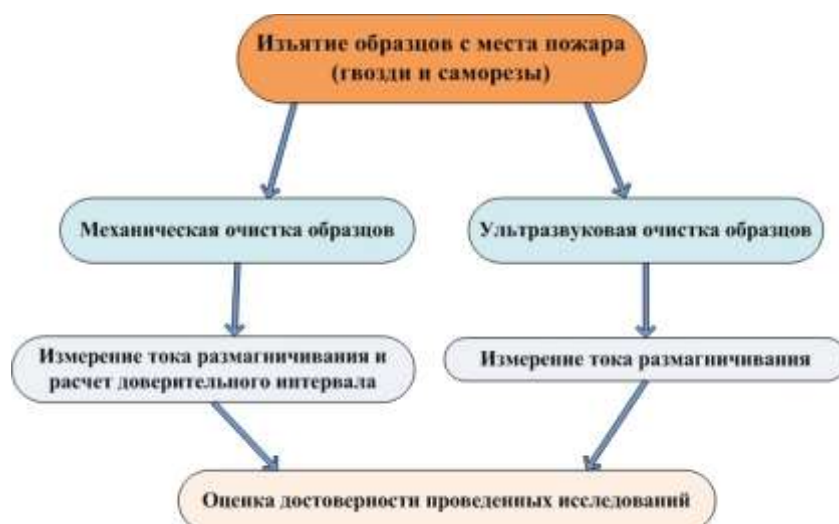 Изьятие образцов с места пожара
(гвозди и саморезы)
Механическая очистка образцов
Ультразвуковая очистка образцов
Измерение тока размагничивания и
расчет доверительного интервала
Измерение тока размагничивания
Оценка достоверности проведенных исследований